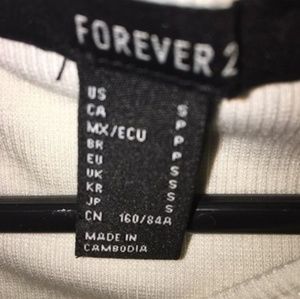 FOREVER 2
US S
CA P
MX/ECU P
BR P
EU S
UK S
KR S
JP S
CN 160/84A
MADE IN
CAMBODIA